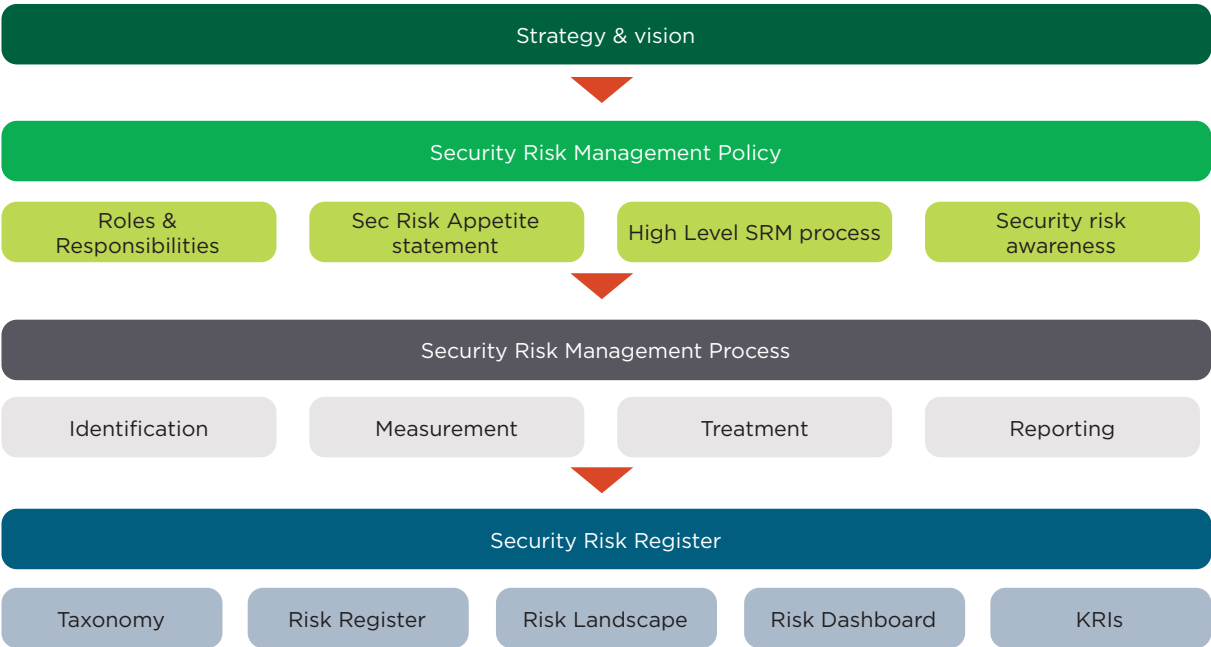 Strategy & vision
Security Risk Management Policy
Roles &
Responsibilities
Sec Risk Appetite
statement
High Level SRM process
Security risk
awareness
Security Risk Management Process
Identification
Measurement
Treatment
Reporting
Security Risk Register
Taxonomy
Risk Register
Risk Landscape
Risk Dashboard
KRIs